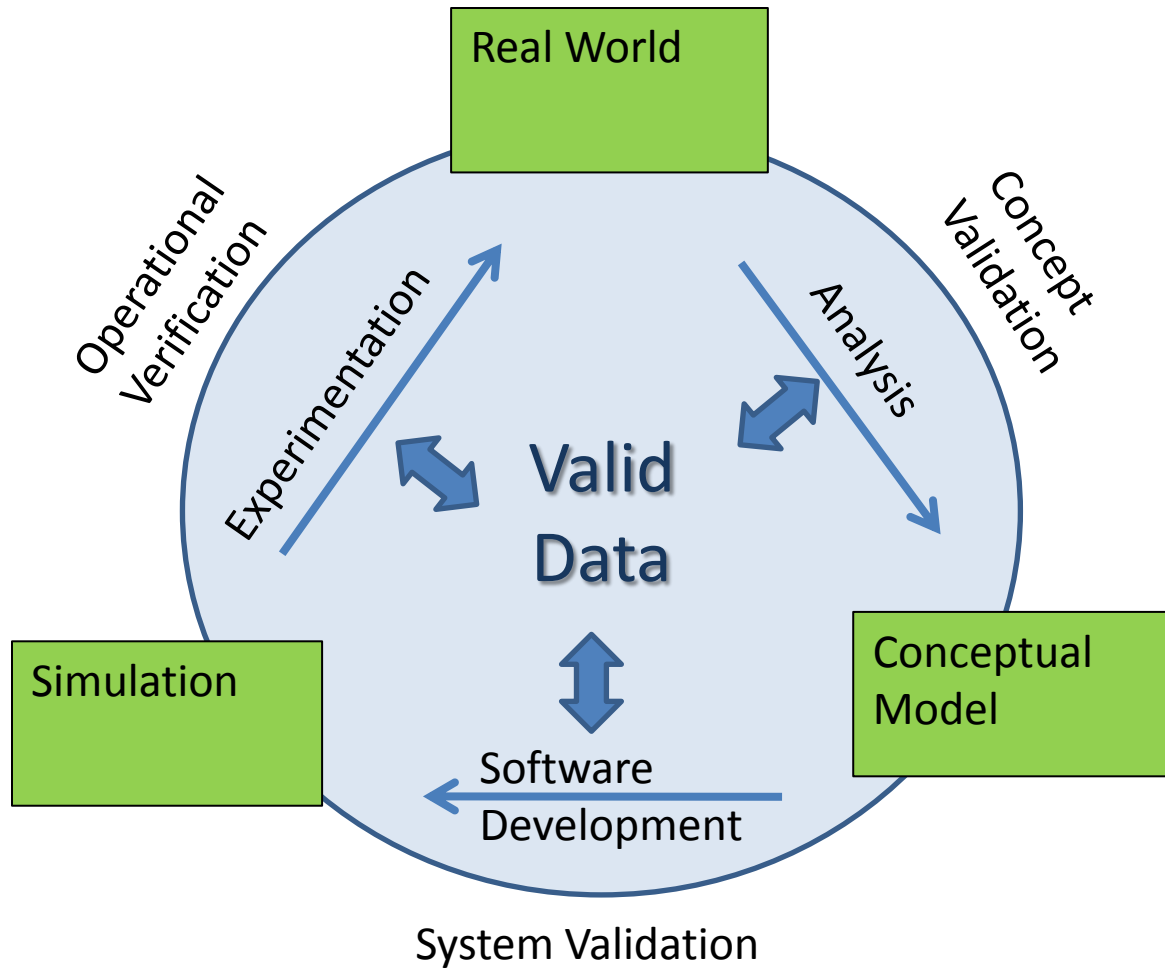 Real World
Operational
Verification
Concept
Validation
Experimentation
Analysis
Valid
Data
Simulation
Conceptual
Model
Software
Development
System Validation